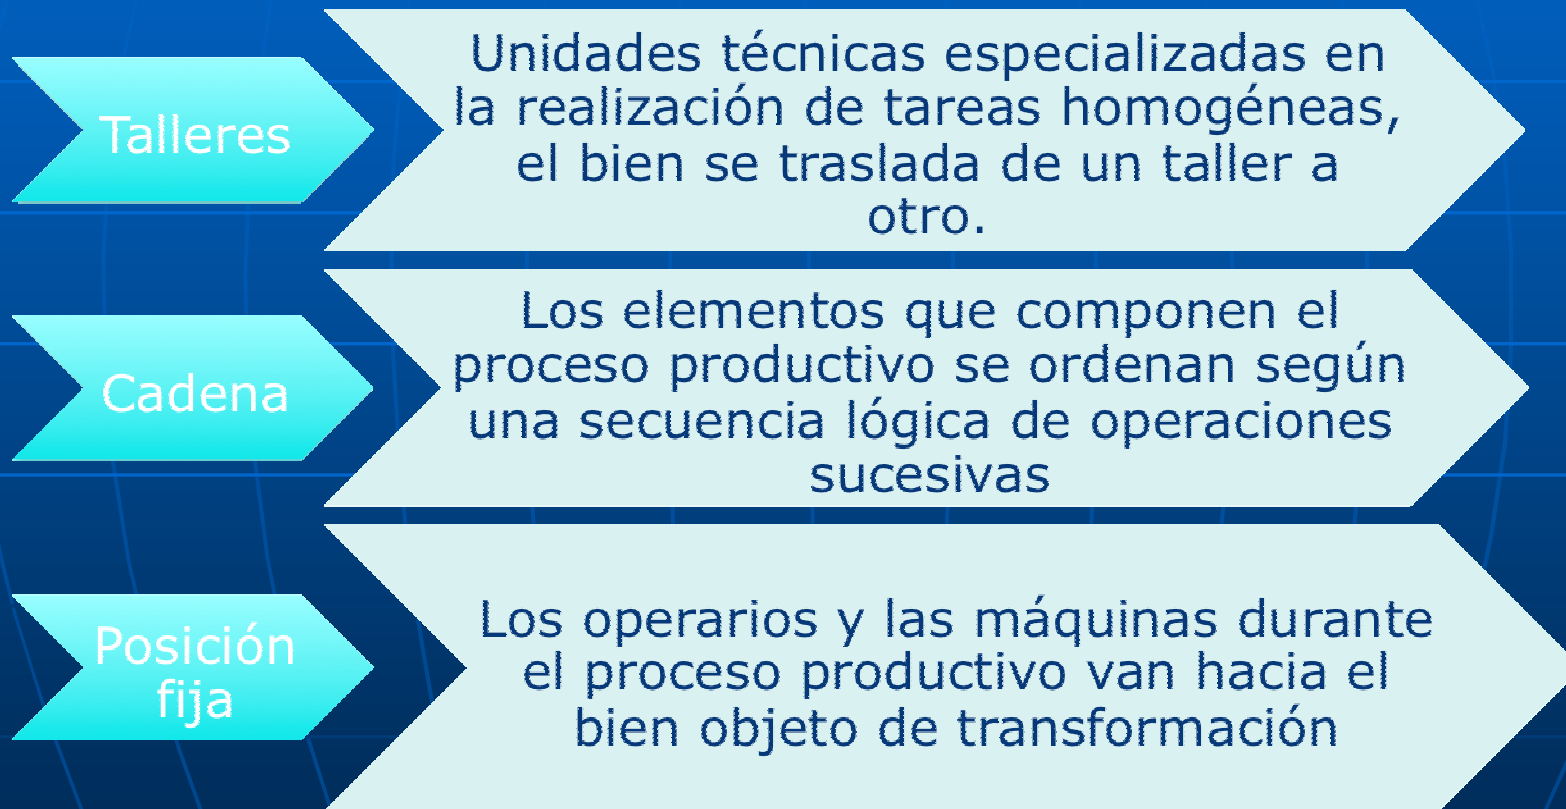 Talleres
Unidades técnicas especializadas en
la realización de tareas homogéneas,
el bien se traslada de un taller a
otro.
Cadena
Los elementos que componen el
proceso productivo se ordenan según
una secuencia lógica de operaciones
sucesivas
Posición
fija
Los operarios y las máquinas durante
el proceso productivo van hacia el
bien objeto de transformación